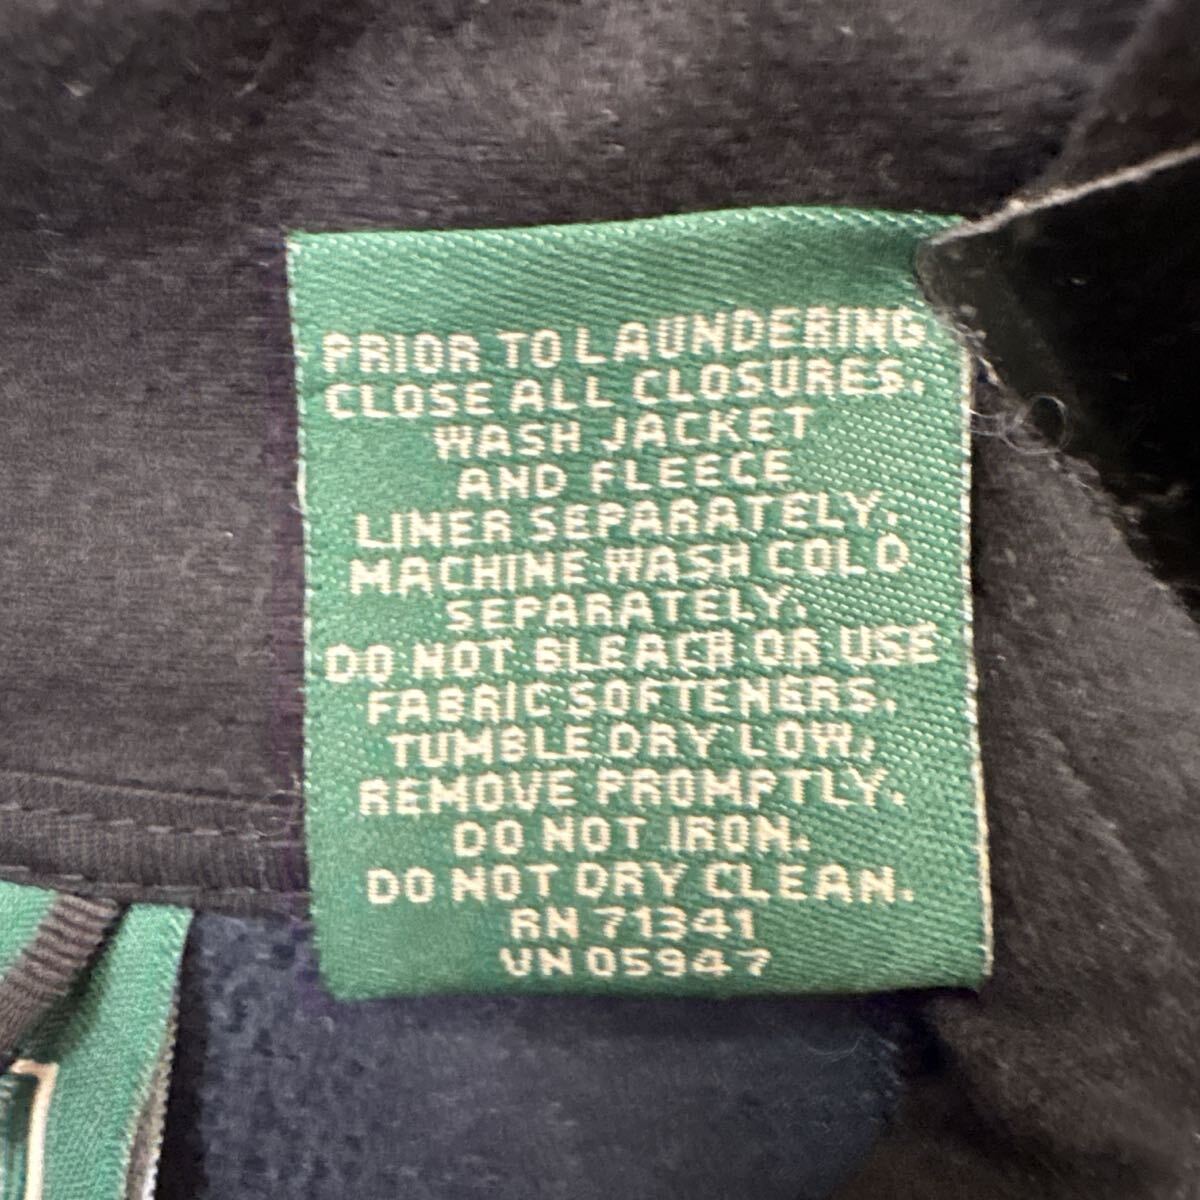 PRIOR TO LAUNDERING
CLOSE ALL CLOSURES.
WASH JACKET
AND FLEECE
LINER SEPARATELY.
MACHINE WASH COLD
SEPARATELY.
DO NOT BLEACH OR USE
FABRIC SOFTENERS.
TUMBLE DRY LOW,
REMOVE PROMPTLY.
DO NOT IRON.
DO NOT DRY CLEAN.
RN 71341
VN 05947